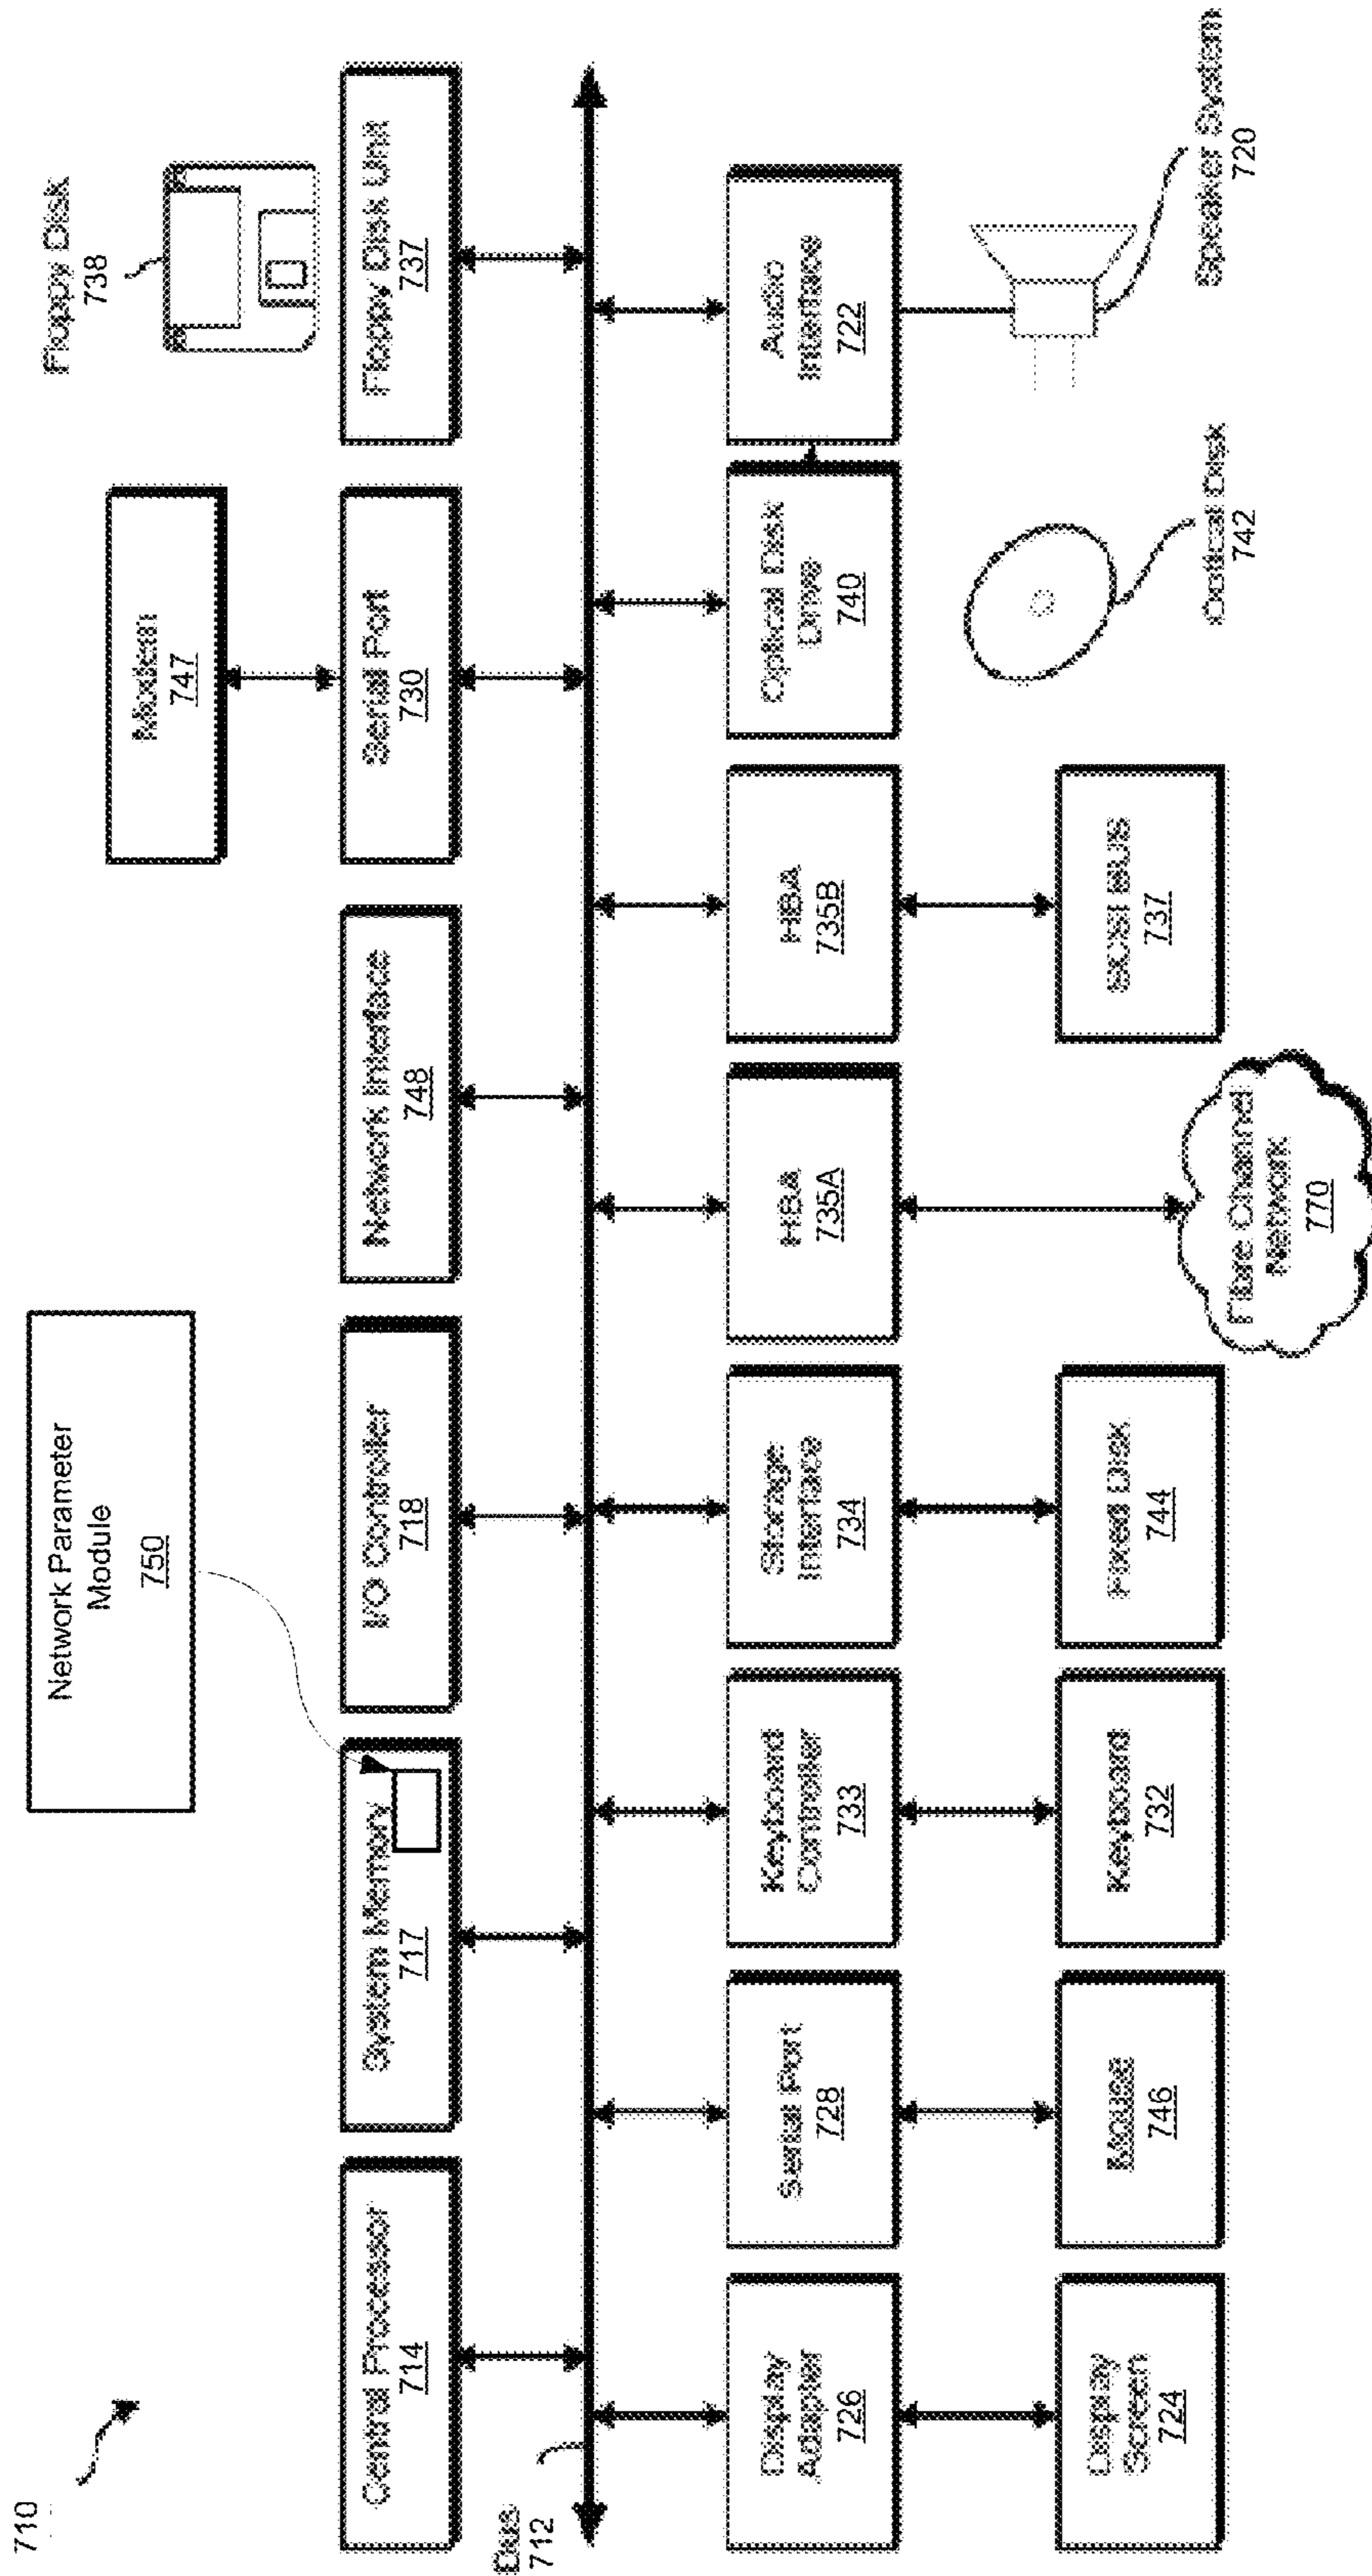 710
Network Parameter
Module
750
Floppy Disk
738
Modem
747
Central Processor
714
System Memory
717
I/O Controller
718
Network Interface
748
Serial Port
730
Floppy Disk Unit
737
Bus
712
Display
Adapter
726
Serial Port
728
Keyboard
Controller
733
Storage
Interface
734
HBA
735A
HBA
735B
Optical Disk
Drive
740
Audio
Interface
722
Display
Screen
724
Mouse
746
Keyboard
732
Fixed Disk
744
Fibre Channel
Network
770
SCSI BUS
737
Optical Disk
742
Speaker System
720